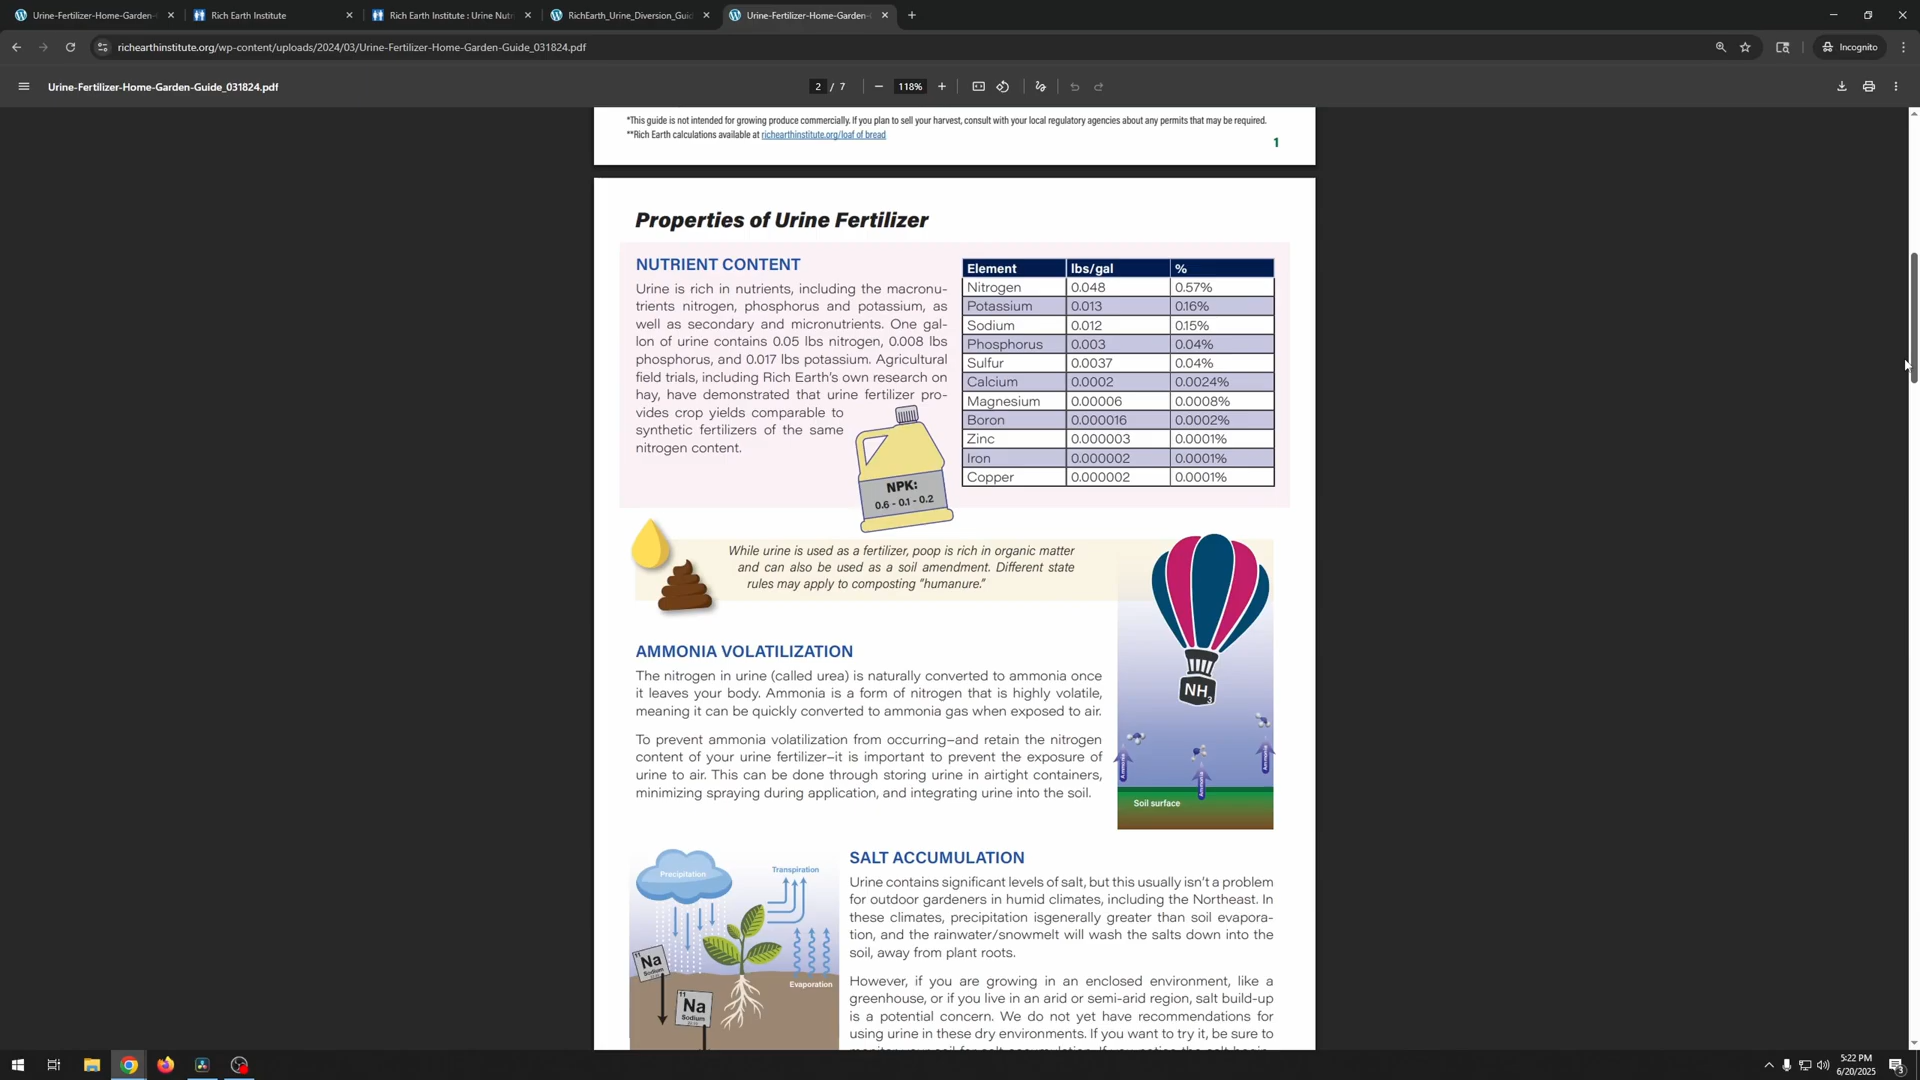 Urine-Fertilizer-Home-Garden-
Rich Earth Institute
Rich Earth Institute : Urine Nutr
RichEarth_Urine_Diversion_Guid
Urine-Fertilizer-Home-Garden-
richearthinstitute.org/wp-content/uploads/2024/03/Urine-Fertilizer-Home-Garden-Guide_031824.pdf
Incognito
Urine-Fertilizer-Home-Garden-Guide_031824.pdf
2 / 7
118%
*This guide is not intended for growing produce commercially. If you plan to sell your harvest, consult with your local regulatory agencies about any permits that may be required.
**Rich Earth calculations available at richearthinstitute.org/loaf of bread
1
Properties of Urine Fertilizer
NUTRIENT CONTENT
Urine is rich in nutrients, including the macronu-
trients nitrogen, phosphorus and potassium, as
well as secondary and micronutrients. One gal-
lon of urine contains 0.05 lbs nitrogen, 0.008 lbs
phosphorus, and 0.017 lbs potassium. Agricultural
field trials, including Rich Earth's own research on
hay, have demonstrated that urine fertilizer pro-
vides crop yields comparable to
synthetic fertilizers of the same
nitrogen content.
NPK:
0.6 - 0.1 - 0.2
Element lbs/gal %
Nitrogen 0.048 0.57%
Potassium 0.013 0.16%
Sodium 0.012 0.15%
Phosphorus 0.003 0.04%
Sulfur 0.0037 0.04%
Calcium 0.0002 0.0024%
Magnesium 0.00006 0.0008%
Boron 0.000016 0.0002%
Zinc 0.000003 0.0001%
Iron 0.000002 0.0001%
Copper 0.000002 0.0001%
While urine is used as a fertilizer, poop is rich in organic matter
and can also be used as a soil amendment. Different state
rules may apply to composting "humanure."
AMMONIA VOLATILIZATION
The nitrogen in urine (called urea) is naturally converted to ammonia once
it leaves your body. Ammonia is a form of nitrogen that is highly volatile,
meaning it can be quickly converted to ammonia gas when exposed to air.
To prevent ammonia volatilization from occurring–and retain the nitrogen
content of your urine fertilizer–it is important to prevent the exposure of
urine to air. This can be done through storing urine in airtight containers,
minimizing spraying during application, and integrating urine into the soil.
NH3
Ammonia
Ammonia
Ammonia
Soil surface
Precipitation
Transpiration
Evaporation
11
Na
Sodium
11
Na
Sodium
SALT ACCUMULATION
Urine contains significant levels of salt, but this usually isn't a problem
for outdoor gardeners in humid climates, including the Northeast. In
these climates, precipitation isgenerally greater than soil evapora-
tion, and the rainwater/snowmelt will wash the salts down into the
soil, away from plant roots.
However, if you are growing in an enclosed environment, like a
greenhouse, or if you live in an arid or semi-arid region, salt build-up
is a potential concern. We do not yet have recommendations for
using urine in these dry environments. If you want to try it, be sure to
5:22 PM
6/20/2025
3